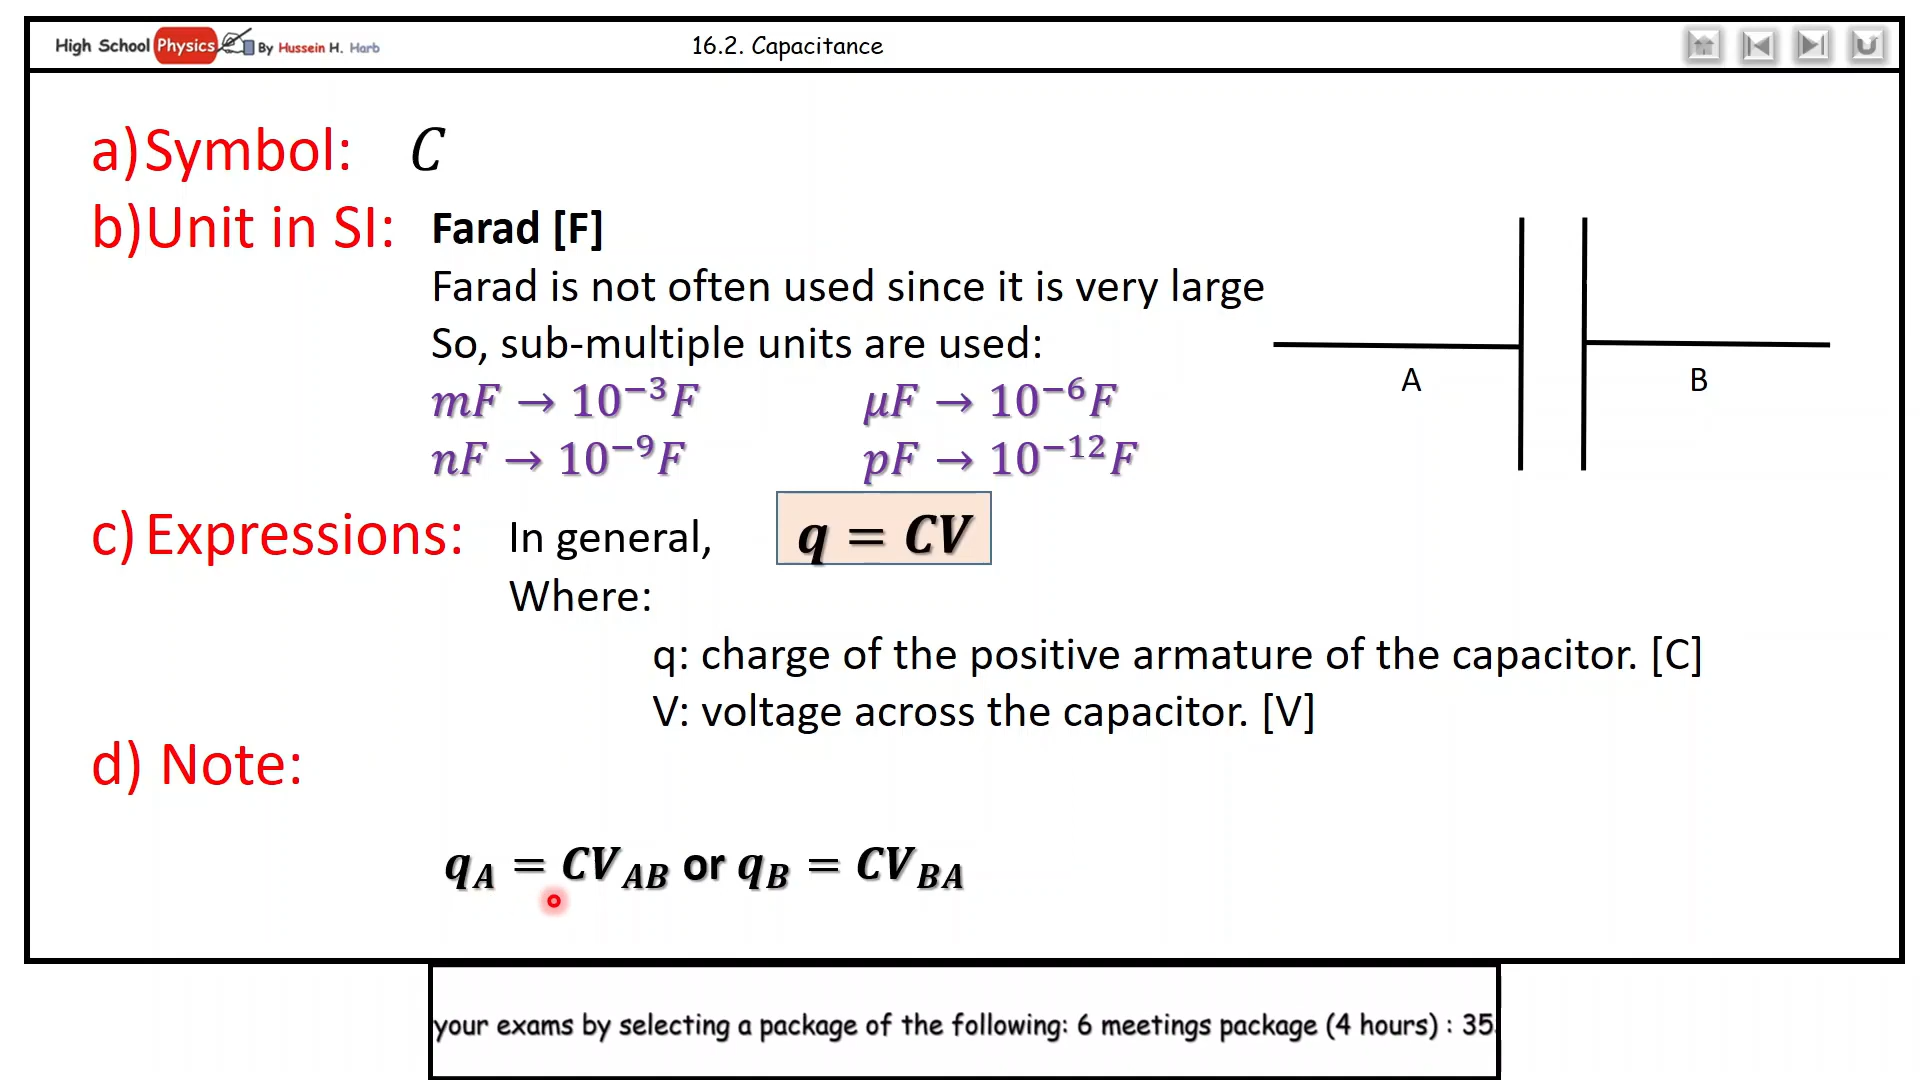 High School Physics By Hussein H. Harb
16.2. Capacitance
a) Symbol: C
b) Unit in SI: Farad [F]
Farad is not often used since it is very large
So, sub-multiple units are used:
mF → 10⁻³F μF → 10⁻⁶F
nF → 10⁻⁹F pF → 10⁻¹²F
A B
c) Expressions: In general, q = CV
Where:
q: charge of the positive armature of the capacitor. [C]
V: voltage across the capacitor. [V]
d) Note:
q_A = CV_AB or q_B = CV_BA
your exams by selecting a package of the following: 6 meetings package (4 hours) : 35